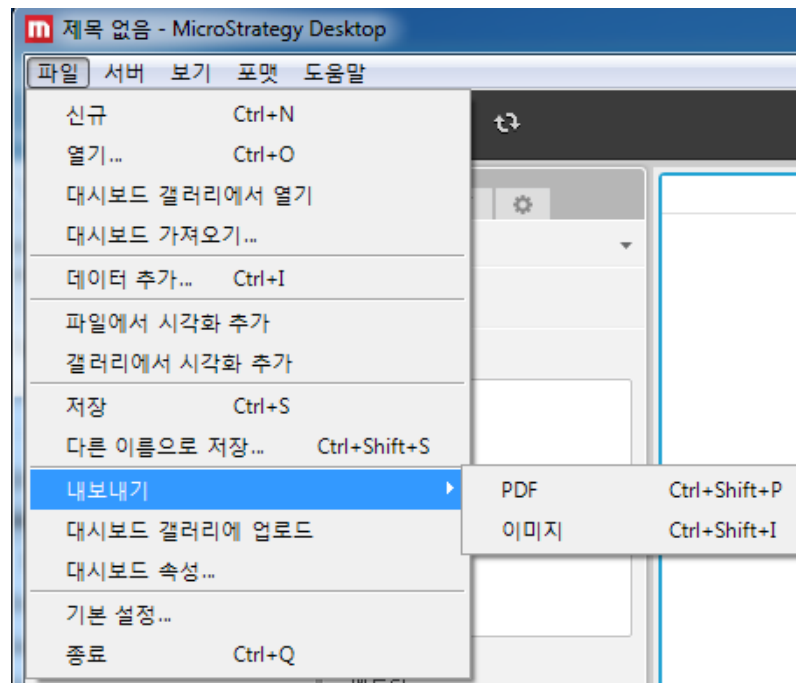 제목 없음 - MicroStrategy Desktop
파일 서버 보기 포맷 도움말
신규 Ctrl+N
열기... Ctrl+O
대시보드 갤러리에서 열기
대시보드 가져오기...
데이터 추가... Ctrl+I
파일에서 시각화 추가
갤러리에서 시각화 추가
저장 Ctrl+S
다른 이름으로 저장... Ctrl+Shift+S
내보내기
PDF Ctrl+Shift+P
이미지 Ctrl+Shift+I
대시보드 갤러리에 업로드
대시보드 속성...
기본 설정...
종료 Ctrl+Q